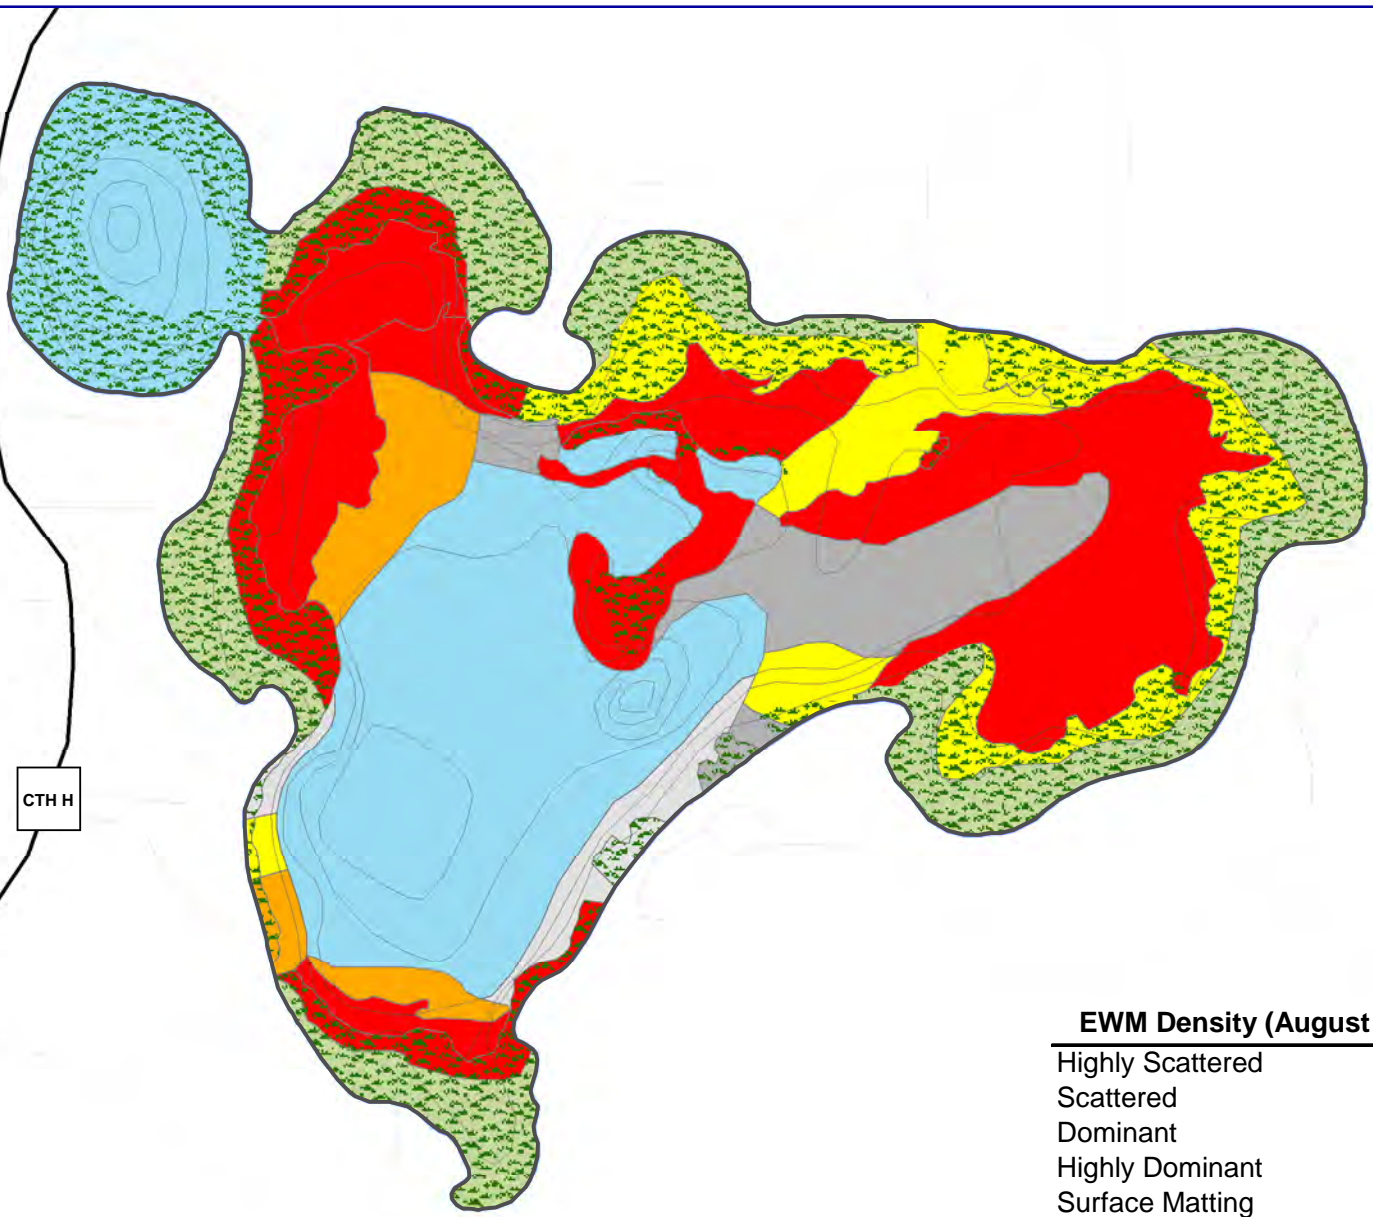 CTH H
EWM Density (August
Highly Scattered
Scattered
Dominant
Highly Dominant
Surface Matting